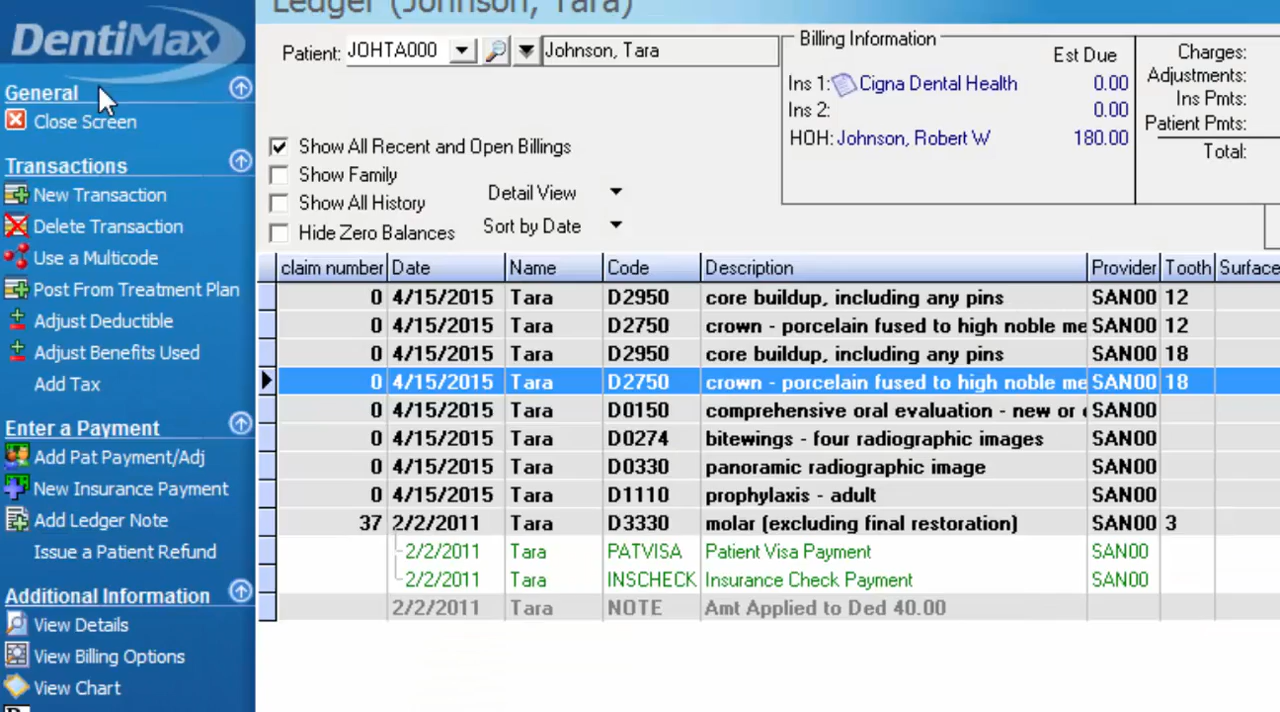 Ledger (Johnson, Tara)
DentiMax
General
Close Screen
Transactions
New Transaction
Delete Transaction
Use a Multicode
Post From Treatment Plan
Adjust Deductible
Adjust Benefits Used
Add Tax
Enter a Payment
Add Pat Payment/Adj
New Insurance Payment
Add Ledger Note
Issue a Patient Refund
Additional Information
View Details
View Billing Options
View Chart
Patient: JOHTA000 Johnson, Tara
Show All Recent and Open Billings
Show Family
Show All History
Hide Zero Balances
Detail View
Sort by Date
Billing Information
Est Due
Ins 1: Cigna Dental Health 0.00
Ins 2: 0.00
HOH: Johnson, Robert W 180.00
Charges:
Adjustments:
Ins Pmts:
Patient Pmts:
Total:
claim number Date Name Code Description Provider Tooth Surface
0 4/15/2015 Tara D2950 core buildup, including any pins SAN00 12
0 4/15/2015 Tara D2750 crown - porcelain fused to high noble me SAN00 12
0 4/15/2015 Tara D2950 core buildup, including any pins SAN00 18
0 4/15/2015 Tara D2750 crown - porcelain fused to high noble me SAN00 18
0 4/15/2015 Tara D0150 comprehensive oral evaluation - new or SAN00
0 4/15/2015 Tara D0274 bitewings - four radiographic images SAN00
0 4/15/2015 Tara D0330 panoramic radiographic image SAN00
0 4/15/2015 Tara D1110 prophylaxis - adult SAN00
37 2/2/2011 Tara D3330 molar (excluding final restoration) SAN00 3
2/2/2011 Tara PATVISA Patient Visa Payment SAN00
2/2/2011 Tara INSCHECK Insurance Check Payment SAN00
2/2/2011 Tara NOTE Amt Applied to Ded 40.00